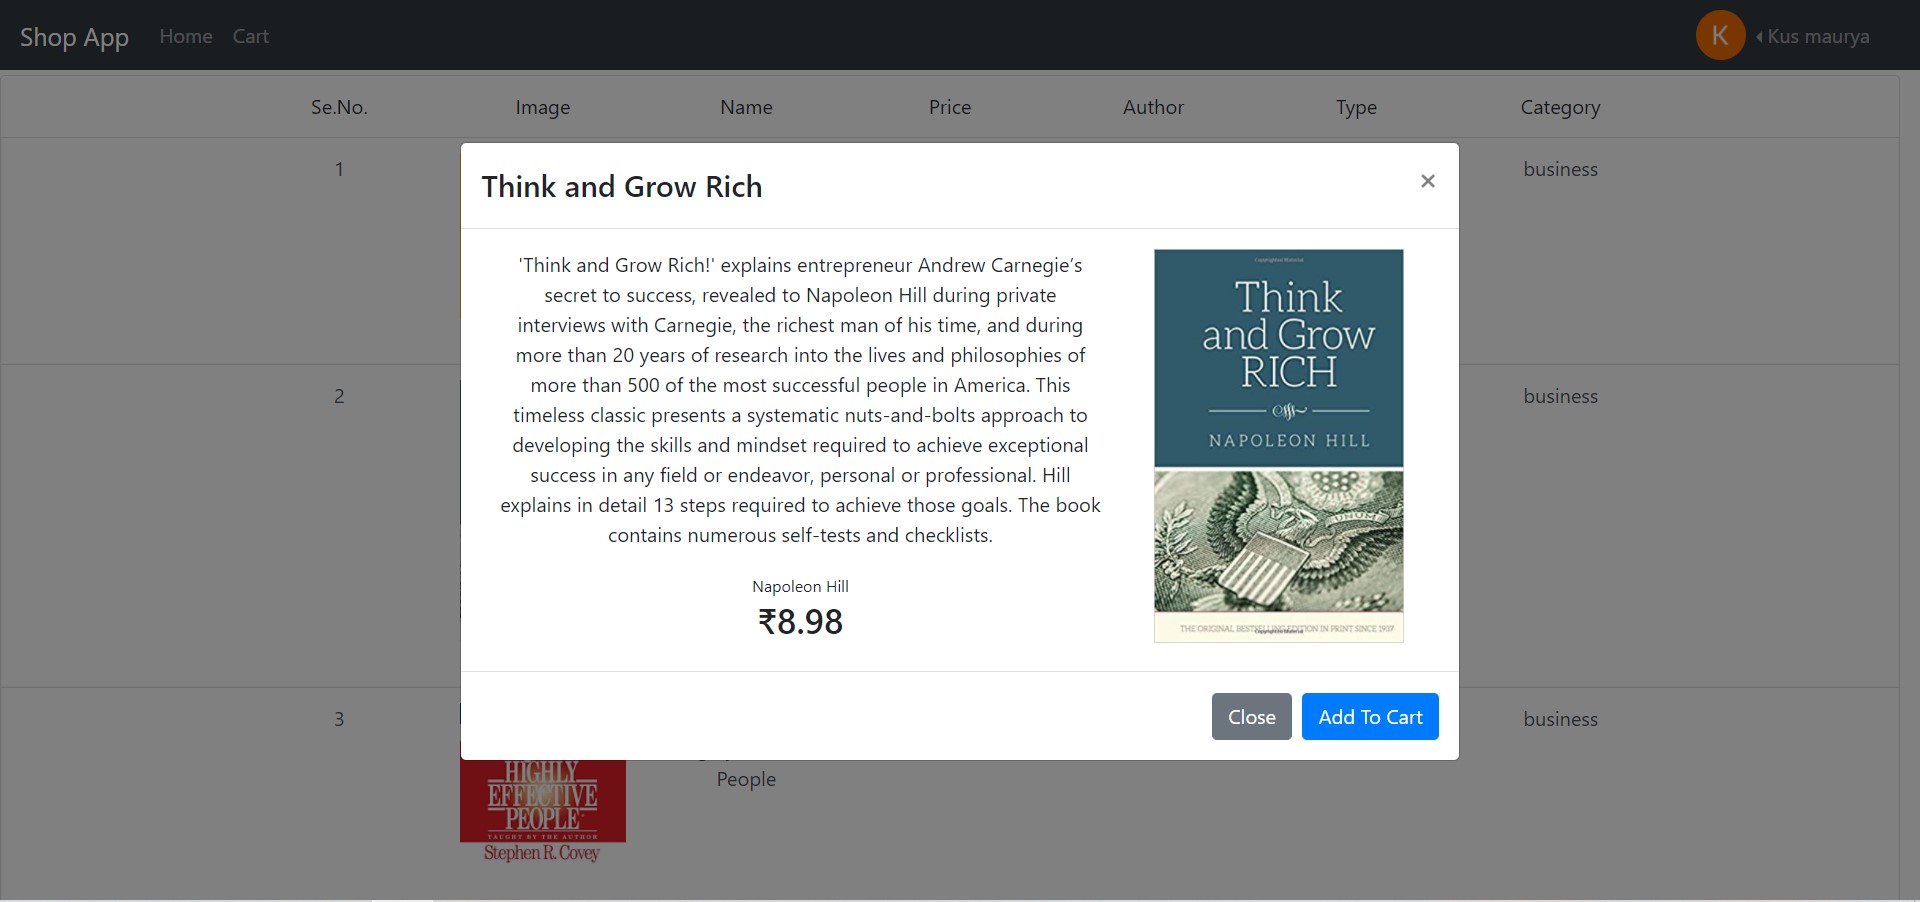 Shop App Home Cart K Kus maurya
Se.No. Image Name Price Author Type Category
1 business
Think and Grow Rich ×
'Think and Grow Rich!' explains entrepreneur Andrew Carnegie’s
secret to success, revealed to Napoleon Hill during private
interviews with Carnegie, the richest man of his time, and during
more than 20 years of research into the lives and philosophies of
more than 500 of the most successful people in America. This
timeless classic presents a systematic nuts-and-bolts approach to
developing the skills and mindset required to achieve exceptional
success in any field or endeavor, personal or professional. Hill
explains in detail 13 steps required to achieve those goals. The book
contains numerous self-tests and checklists.
Napoleon Hill
₹8.98
Copyrighted Material
Think
and Grow
RICH
NAPOLEON HILL
UNUM
THE ORIGINAL BESTSELLING EDITION IN PRINT SINCE 1937
Copyrighted Material
2 business
Close Add To Cart
3 business
People
HIGHLY
EFFECTIVE
PEOPLE
TAUGHT BY THE AUTHOR
Stephen R. Covey